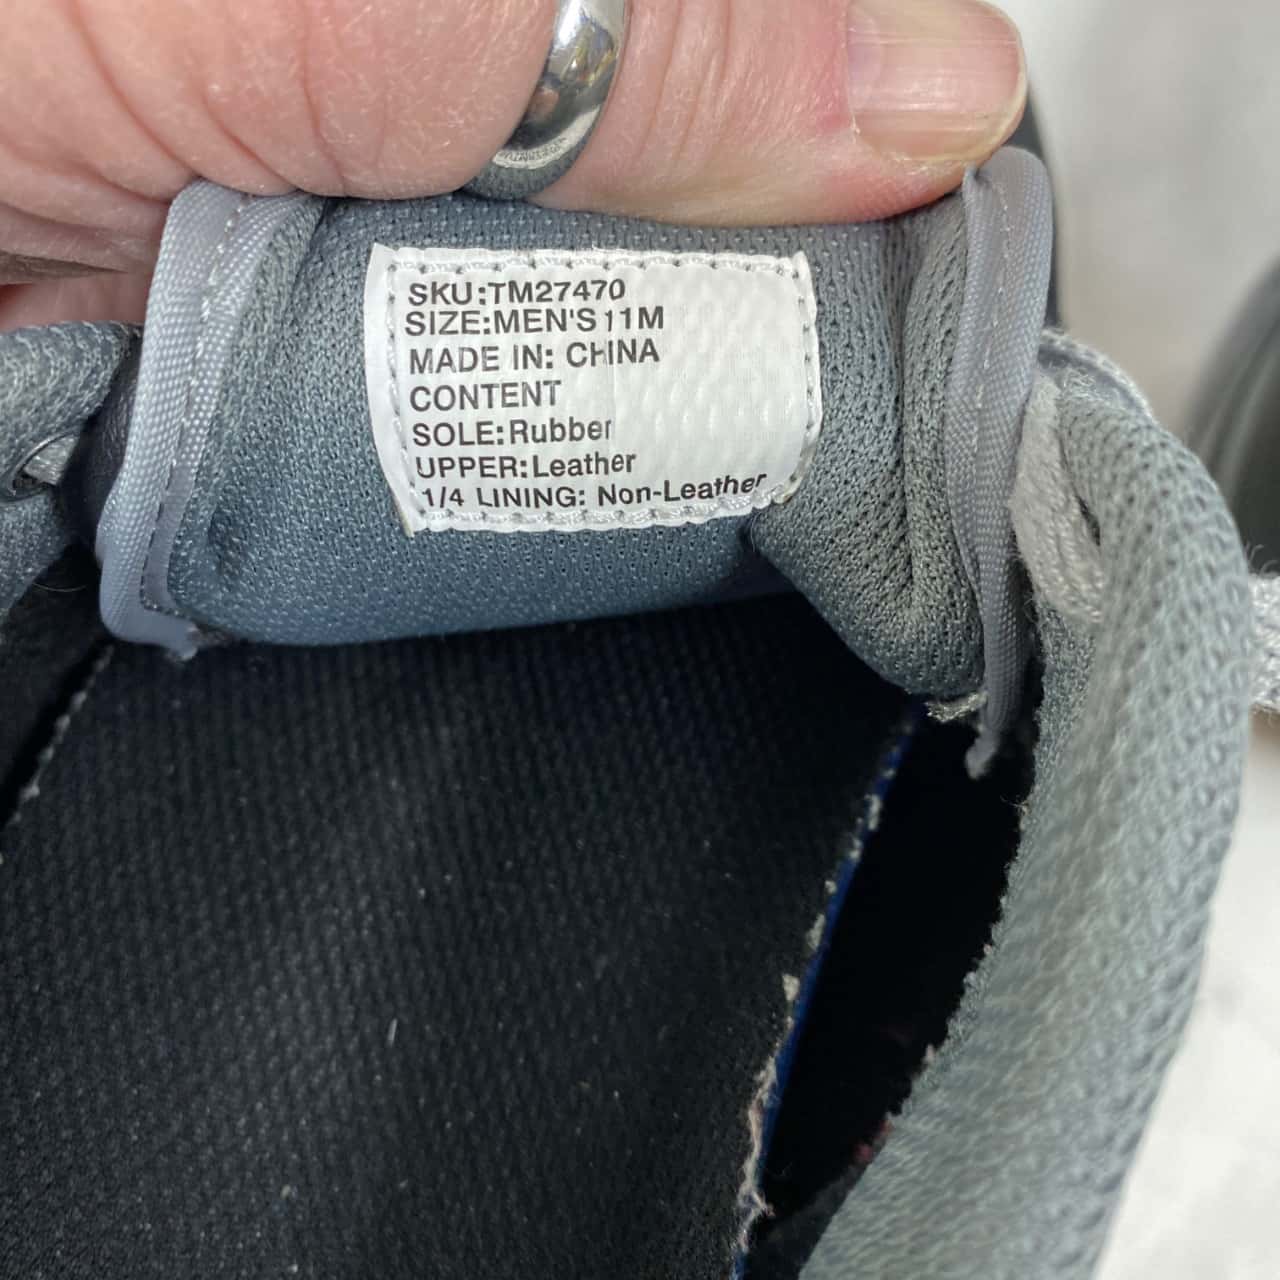 SKU:TM27470
SIZE:MEN'S 11M
MADE IN: CHINA
CONTENT
SOLE:Rubber
UPPER:Leather
1/4 LINING: Non-Leather